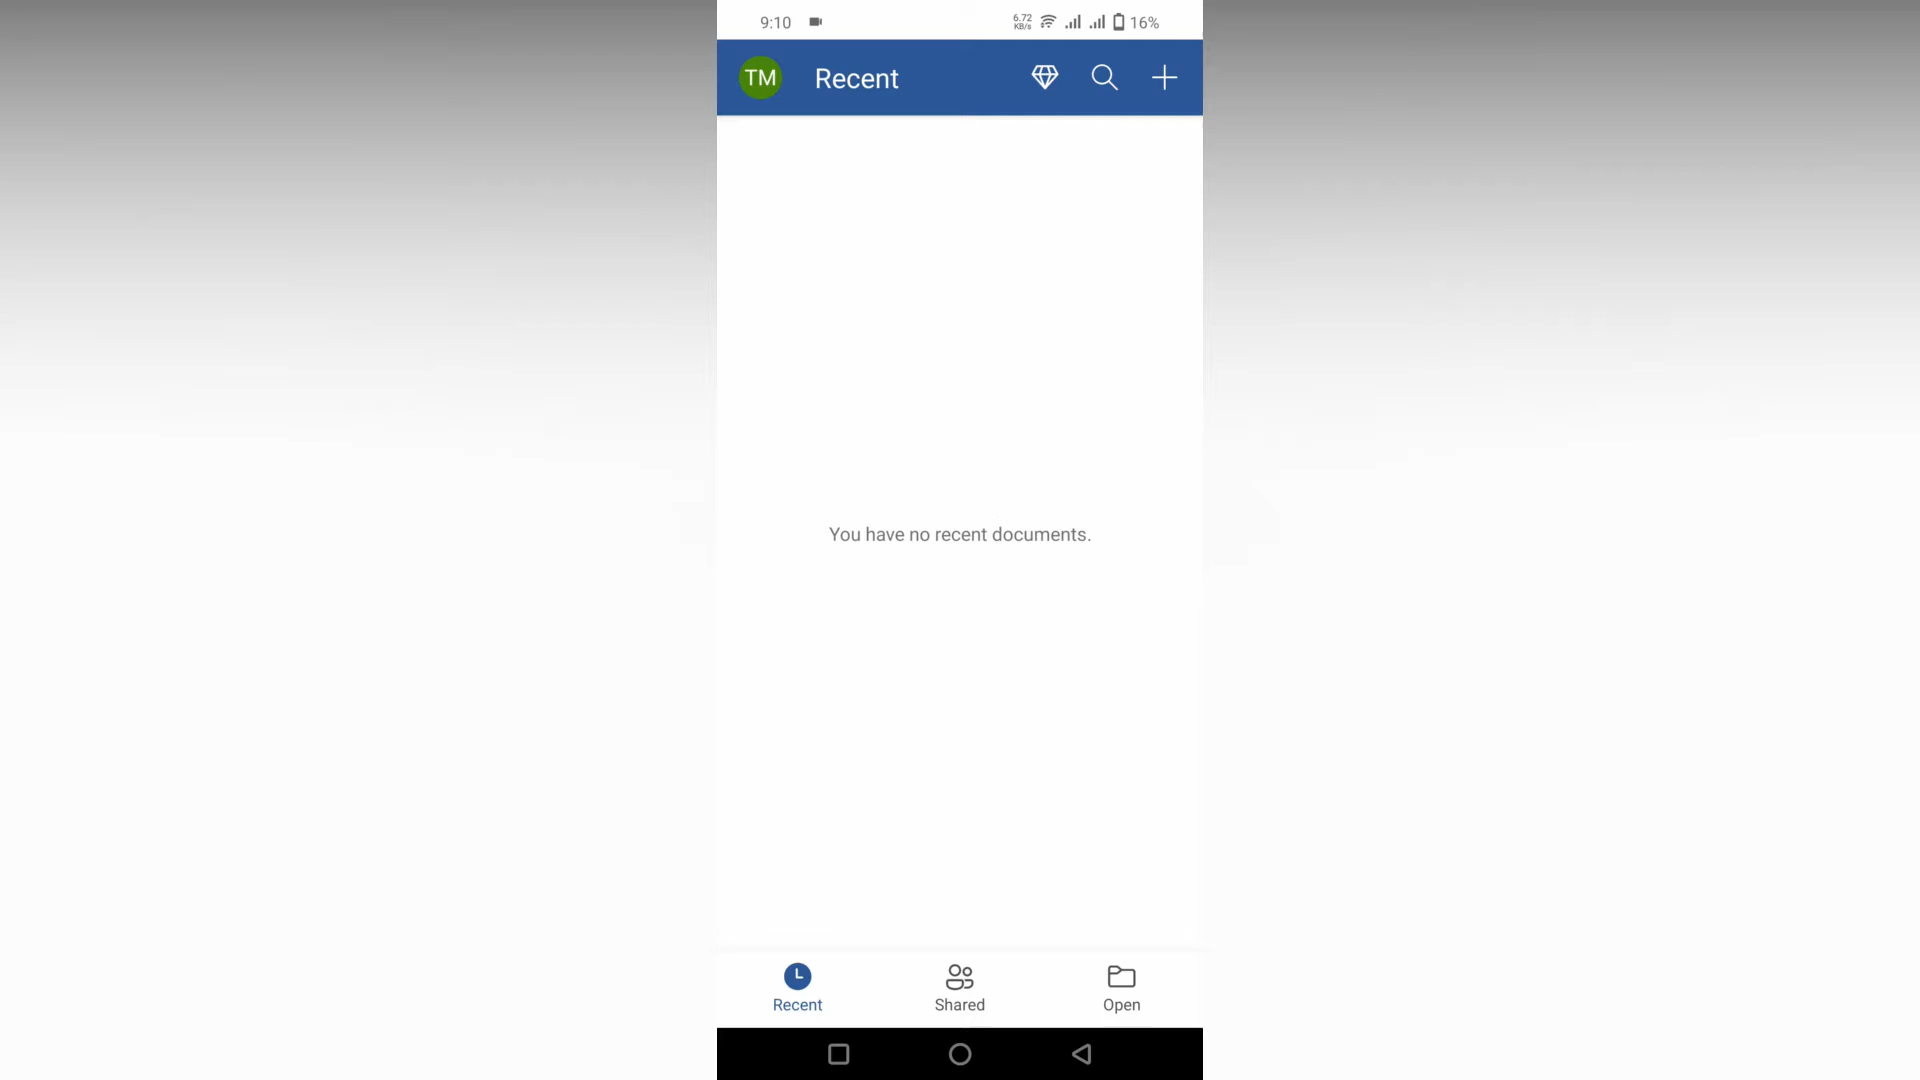 9:10
6.72
KB/s
16%
TM
Recent
You have no recent documents.
Recent
Shared
Open